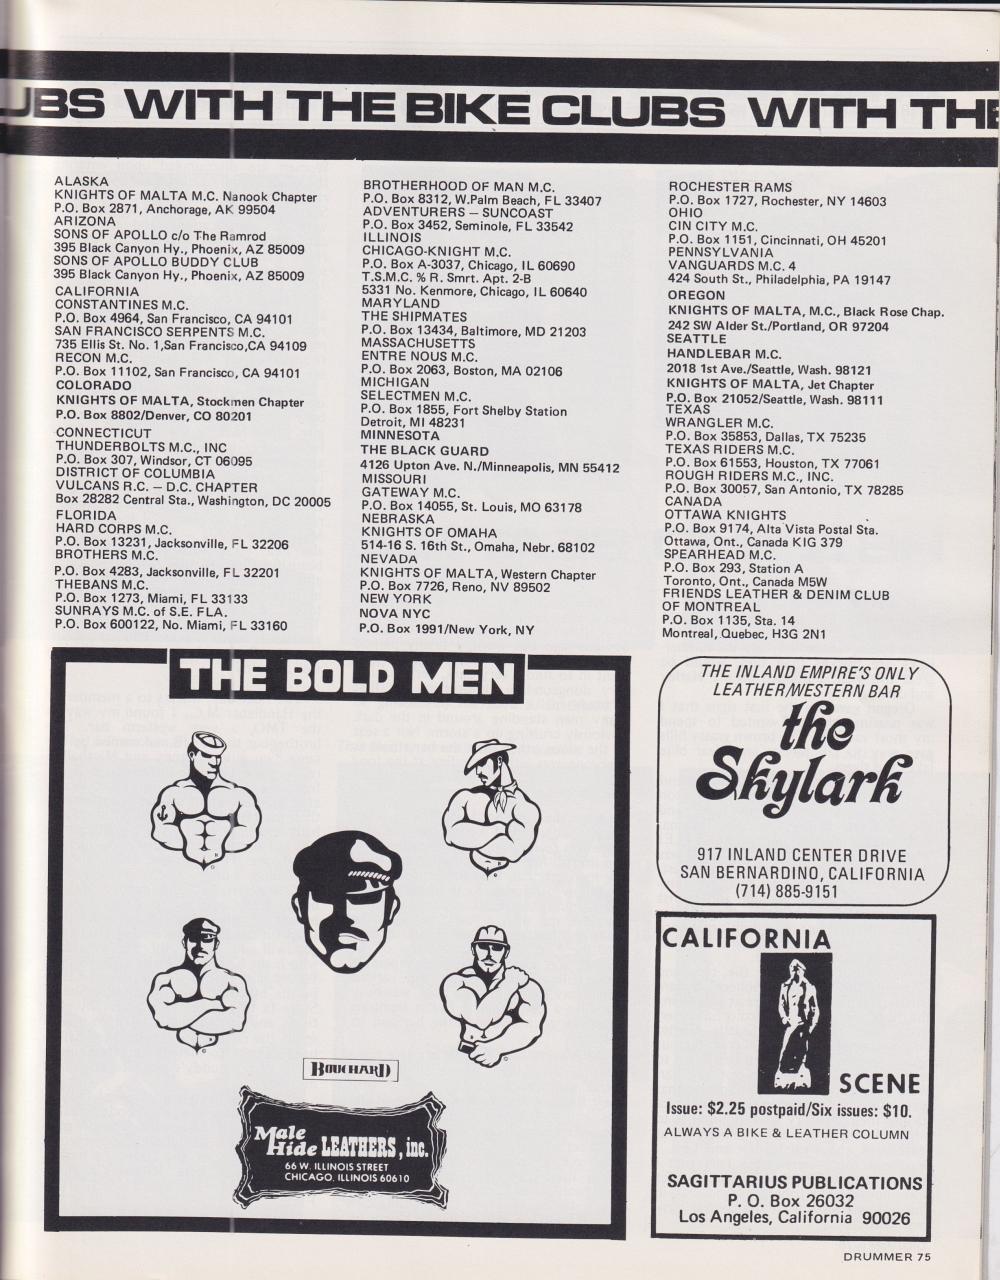 UBS WITH THE BIKE CLUBS WITH THE
ALASKA
KNIGHTS OF MALTA M.C. Nanook Chapter
P.O. Box 2871, Anchorage, AK 99504
ARIZONA
SONS OF APOLLO c/o The Ramrod
395 Black Canyon Hy., Phoenix, AZ 85009
SONS OF APOLLO BUDDY CLUB
395 Black Canyon Hy., Phoenix, AZ 85009
CALIFORNIA
CONSTANTINES M.C.
P.O. Box 4964, San Francisco, CA 94101
SAN FRANCISCO SERPENTS M.C.
735 Ellis St. No. 1,San Francisco,CA 94109
RECON M.C.
P.O. Box 11102, San Francisco, CA 94101
COLORADO
KNIGHTS OF MALTA, Stockmen Chapter
P.O. Box 8802/Denver, CO 80201
CONNECTICUT
THUNDERBOLTS M.C., INC
P.O. Box 307, Windsor, CT 06095
DISTRICT OF COLUMBIA
VULCANS R.C. – D.C. CHAPTER
Box 28282 Central Sta., Washington, DC 20005
FLORIDA
HARD CORPS M.C.
P.O. Box 13231, Jacksonville, FL 32206
BROTHERS M.C.
P.O. Box 4283, Jacksonville, FL 32201
THEBANS M.C.
P.O. Box 1273, Miami, FL 33133
SUNRAYS M.C. of S.E. FLA.
P.O. Box 600122, No. Miami, FL 33160
BROTHERHOOD OF MAN M.C.
P.O. Box 8312, W.Palm Beach, FL 33407
ADVENTURERS – SUNCOAST
P.O. Box 3452, Seminole, FL 33542
ILLINOIS
CHICAGO-KNIGHT M.C.
P.O. Box A-3037, Chicago, IL 60690
T.S.M.C. % R. Smrt. Apt. 2-B
5331 No. Kenmore, Chicago, IL 60640
MARYLAND
THE SHIPMATES
P.O. Box 13434, Baltimore, MD 21203
MASSACHUSETTS
ENTRE NOUS M.C.
P.O. Box 2063, Boston, MA 02106
MICHIGAN
SELECTMEN M.C.
P.O. Box 1855, Fort Shelby Station
Detroit, MI 48231
MINNESOTA
THE BLACK GUARD
4126 Upton Ave. N./Minneapolis, MN 55412
MISSOURI
GATEWAY M.C.
P.O. Box 14055, St. Louis, MO 63178
NEBRASKA
KNIGHTS OF OMAHA
514-16 S. 16th St., Omaha, Nebr. 68102
NEVADA
KNIGHTS OF MALTA, Western Chapter
P.O. Box 7726, Reno, NV 89502
NEW YORK
NOVA NYC
P.O. Box 1991/New York, NY
ROCHESTER RAMS
P.O. Box 1727, Rochester, NY 14603
OHIO
CIN CITY M.C.
P.O. Box 1151, Cincinnati, OH 45201
PENNSYLVANIA
VANGUARDS M.C. 4
424 South St., Philadelphia, PA 19147
OREGON
KNIGHTS OF MALTA, M.C., Black Rose Chap.
242 SW Alder St./Portland, OR 97204
SEATTLE
HANDLEBAR M.C.
2018 1st Ave./Seattle, Wash. 98121
KNIGHTS OF MALTA, Jet Chapter
P.O. Box 21052/Seattle, Wash. 98111
TEXAS
WRANGLER M.C.
P.O. Box 35853, Dallas, TX 75235
TEXAS RIDERS M.C.
P.O. Box 61553, Houston, TX 77061
ROUGH RIDERS M.C., INC.
P.O. Box 30057, San Antonio, TX 78285
CANADA
OTTAWA KNIGHTS
P.O. Box 9174, Alta Vista Postal Sta.
Ottawa, Ont., Canada KIG 379
SPEARHEAD M.C.
P.O. Box 293, Station A
Toronto, Ont., Canada M5W
FRIENDS LEATHER & DENIM CLUB
OF MONTREAL
P.O. Box 1135, Sta. 14
Montreal, Quebec, H3G 2N1
THE BOLD MEN
BOUCHARD
Male
Hide LEATHERS, inc.
66 W. ILLINOIS STREET
CHICAGO, ILLINOIS 60610
THE INLAND EMPIRE'S ONLY
LEATHER/WESTERN BAR
the
Skylark
917 INLAND CENTER DRIVE
SAN BERNARDINO, CALIFORNIA
(714) 885-9151
CALIFORNIA
SCENE
Issue: $2.25 postpaid/Six issues: $10.
ALWAYS A BIKE & LEATHER COLUMN
SAGITTARIUS PUBLICATIONS
P. O. Box 26032
Los Angeles, California 90026
DRUMMER 75